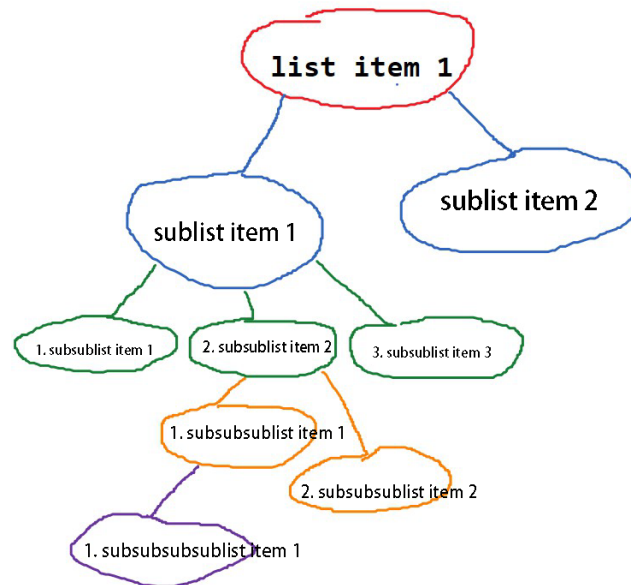 list item 1
sublist item 1
sublist item 2
1. subsublist item 1
2. subsublist item 2
3. subsublist item 3
1. subsubsublist item 1
2. subsubsublist item 2
1. subsubsubsublist item 1